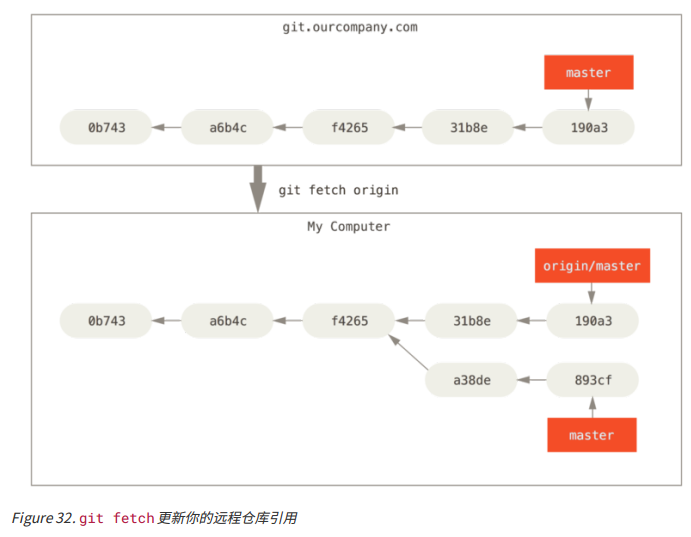 git.ourcompany.com
master
0b743 a6b4c f4265 31b8e 190a3
git fetch origin
My Computer
origin/master
0b743 a6b4c f4265 31b8e 190a3
a38de 893cf
master
Figure 32. git fetch 更新你的远程仓库引用